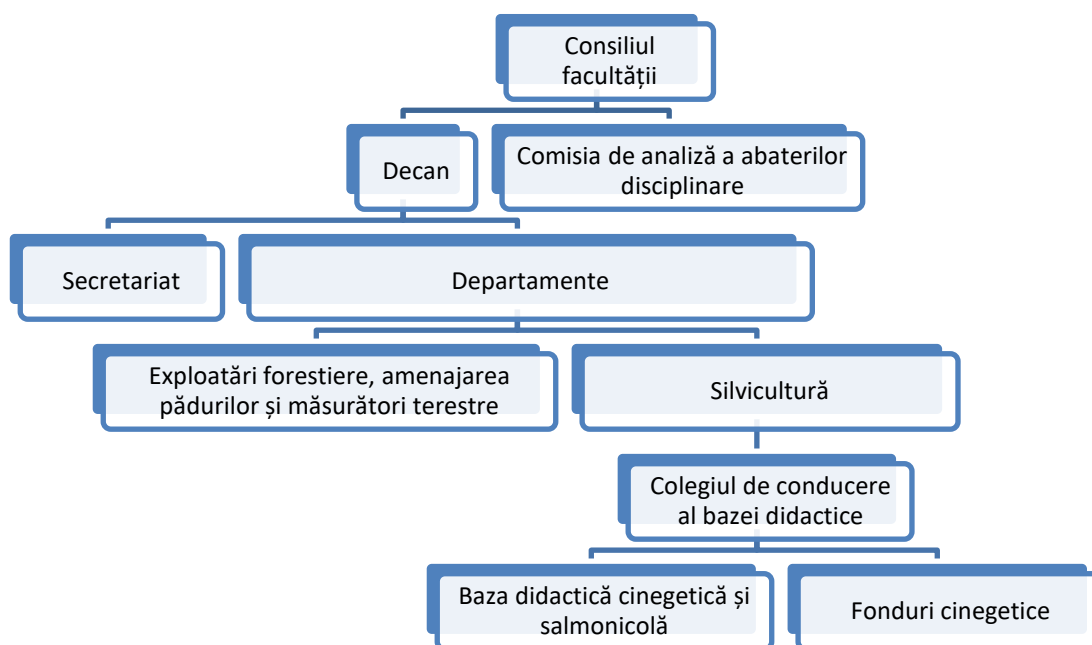 Consiliul
facultății
Decan
Comisia de analiză a abaterilor
disciplinare
Secretariat
Departamente
Exploatări forestiere, amenajarea
pădurilor și măsurători terestre
Silvicultură
Colegiul de conducere
al bazei didactice
Baza didactică cinegetică și
salmonicolă
Fonduri cinegetice